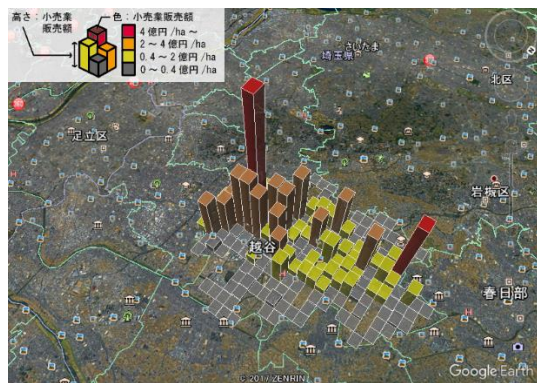 高さ：小売業
販売額
色：小売業販売額
4 億円 /ha ～
2 ～ 4 億円 /ha
0.4 ～ 2 億円 /ha
0 ～ 0.4 億円 /ha
さいたま
埼玉県
北区
足立区
岩槻区
越谷
春日部
© 2017 ZENRIN
Google Earth